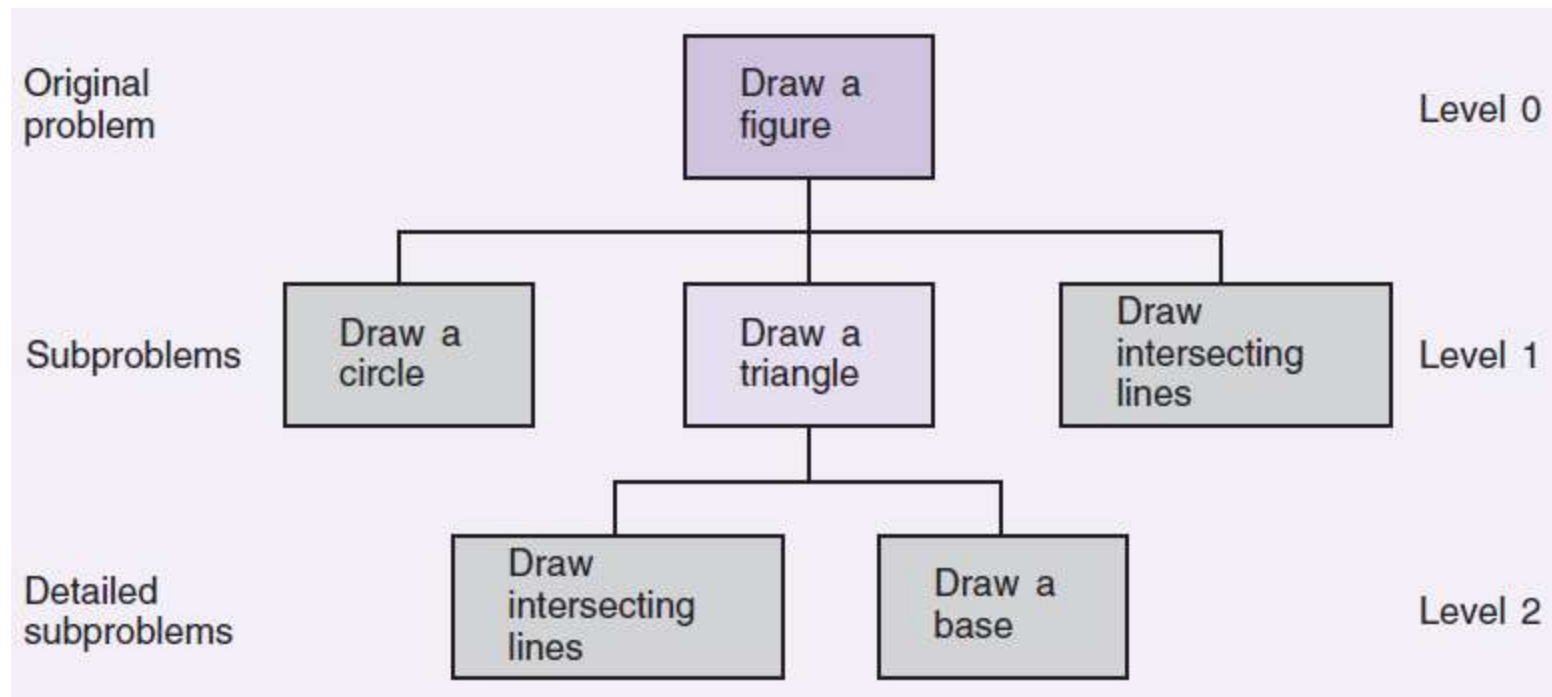 Original
problem
Draw a
figure
Level 0
Subproblems
Draw a
circle
Draw a
triangle
Draw
intersecting
lines
Level 1
Detailed
subproblems
Draw
intersecting
lines
Draw a
base
Level 2